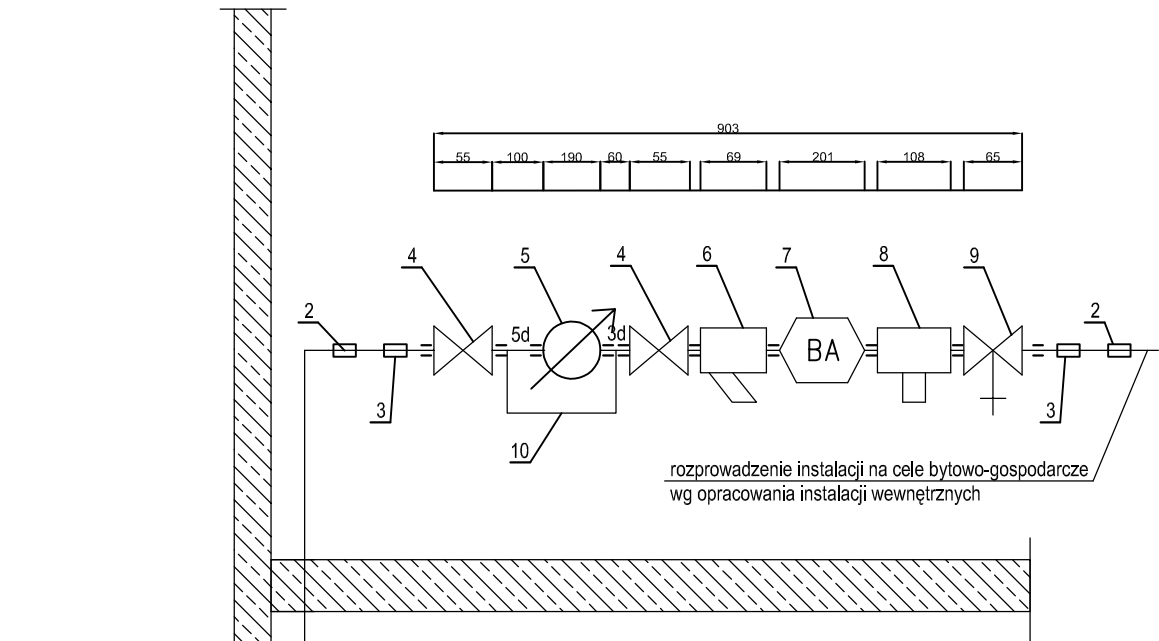 903
55 100 190 60 55 69 201 108 65
4 5 4 6 7 8 9
2 5d 3d 2
BA
3 3
10
rozprowadzenie instalacji na cele bytowo-gospodarcze
wg opracowania instalacji wewnętrznych